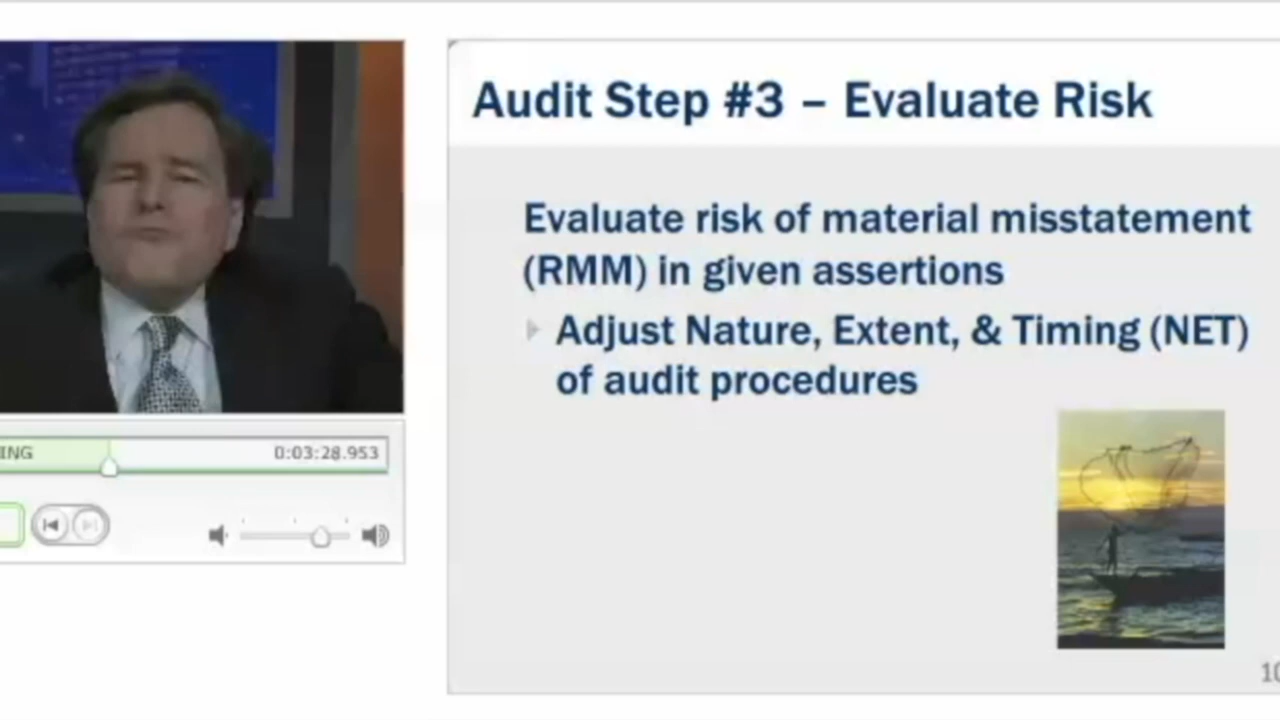 Audit Step #3 – Evaluate Risk
Evaluate risk of material misstatement
(RMM) in given assertions
Adjust Nature, Extent, & Timing (NET)
of audit procedures
ING
0:03:28.953
10